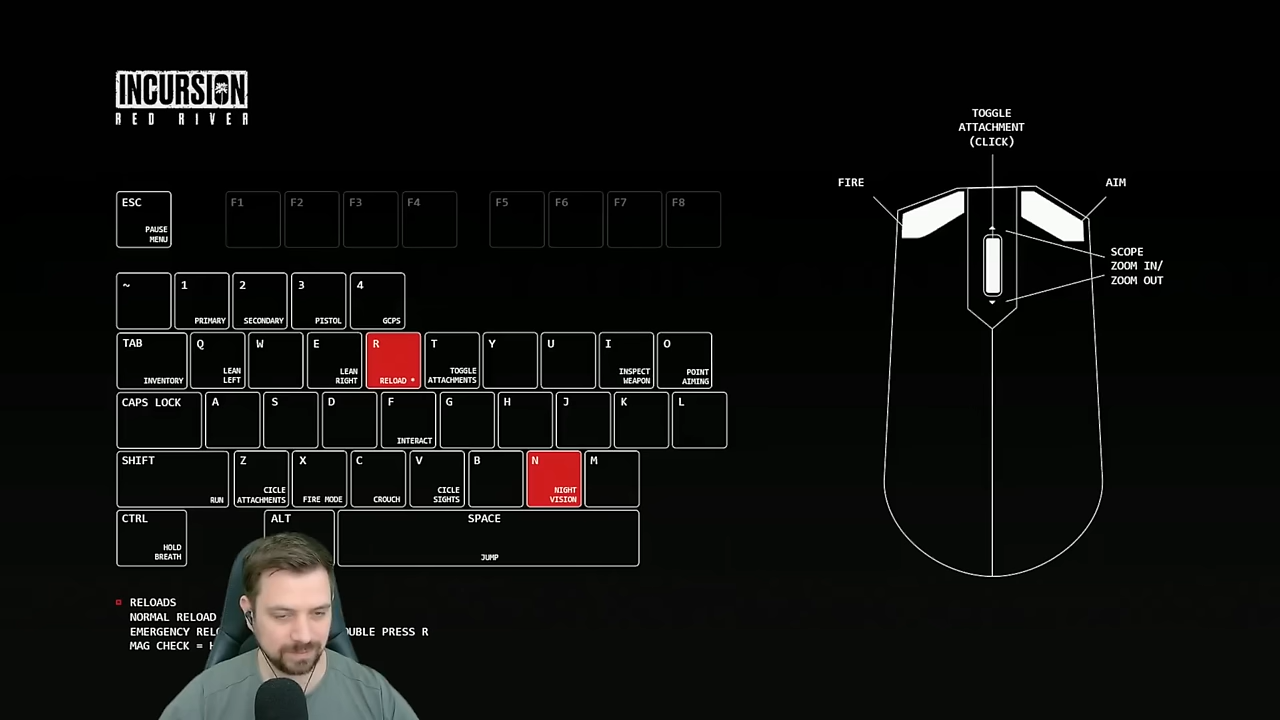 INCURSION
RED RIVER
TOGGLE
ATTACHMENT
(CLICK)
FIRE
AIM
SCOPE
ZOOM IN/
ZOOM OUT
ESC
PAUSE
MENU
F1
F2
F3
F4
F5
F6
F7
F8
~
1
PRIMARY
2
SECONDARY
3
PISTOL
4
GCPS
TAB
INVENTORY
Q
LEAN
LEFT
W
E
LEAN
RIGHT
R
RELOAD *
T
TOGGLE
ATTACHMENTS
Y
U
I
INSPECT
WEAPON
O
POINT
AIMING
CAPS LOCK
A
S
D
F
INTERACT
G
H
J
K
L
SHIFT
RUN
Z
CICLE
ATTACHMENTS
X
FIRE MODE
C
CROUCH
V
CICLE
SIGHTS
B
N
NIGHT
VISION
M
CTRL
HOLD
BREATH
ALT
SPACE
JUMP
RELOADS
NORMAL RELOAD
EMERGENCY PRESS R
MAG CHECK =